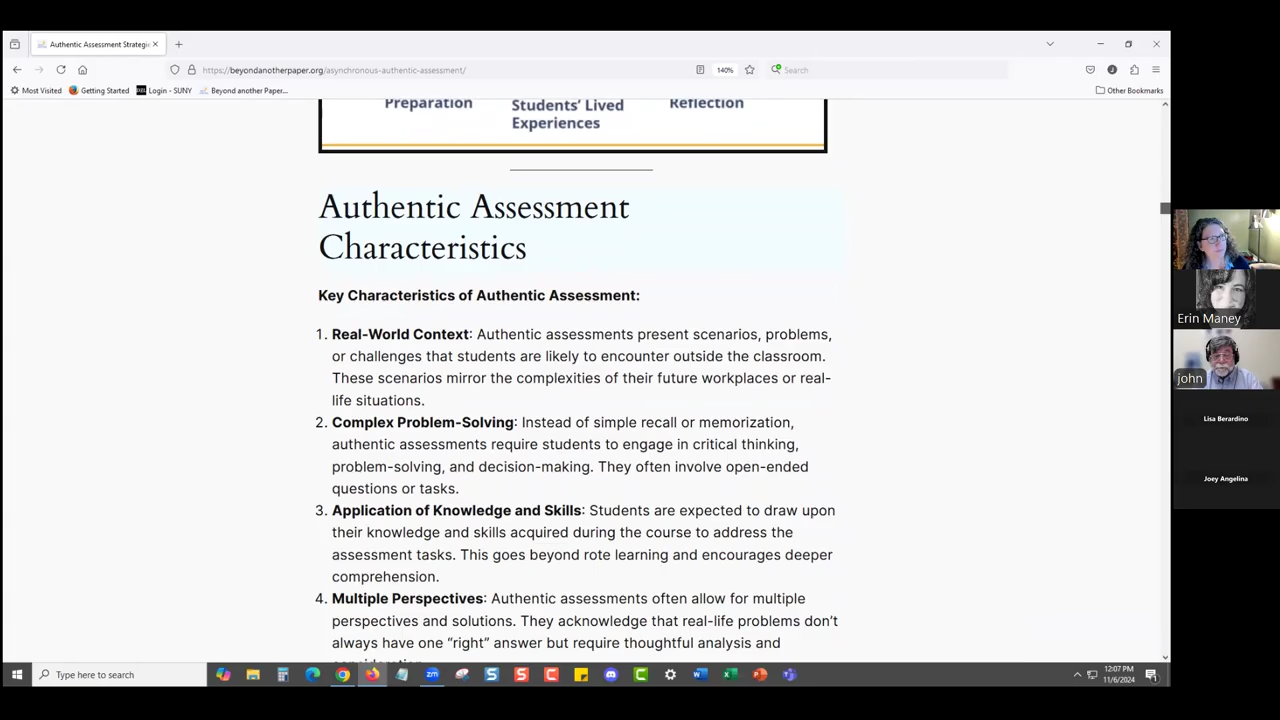 Authentic Assessment Strategi
https://beyondanotherpaper.org/asynchronous-authentic-assessment/
140%
Search
Most Visited
Getting Started
Login - SUNY
Beyond another Paper...
Other Bookmarks
Preparation
Students’ Lived
Experiences
Reflection
Authentic Assessment
Characteristics
Key Characteristics of Authentic Assessment:
1. Real-World Context: Authentic assessments present scenarios, problems,
or challenges that students are likely to encounter outside the classroom.
These scenarios mirror the complexities of their future workplaces or real-
life situations.
2. Complex Problem-Solving: Instead of simple recall or memorization,
authentic assessments require students to engage in critical thinking,
problem-solving, and decision-making. They often involve open-ended
questions or tasks.
3. Application of Knowledge and Skills: Students are expected to draw upon
their knowledge and skills acquired during the course to address the
assessment tasks. This goes beyond rote learning and encourages deeper
comprehension.
4. Multiple Perspectives: Authentic assessments often allow for multiple
perspectives and solutions. They acknowledge that real-life problems don’t
always have one “right” answer but require thoughtful analysis and
Erin Maney
john
Lisa Berardino
Joey Angelina
Type here to search
zm
12:07 PM
11/6/2024